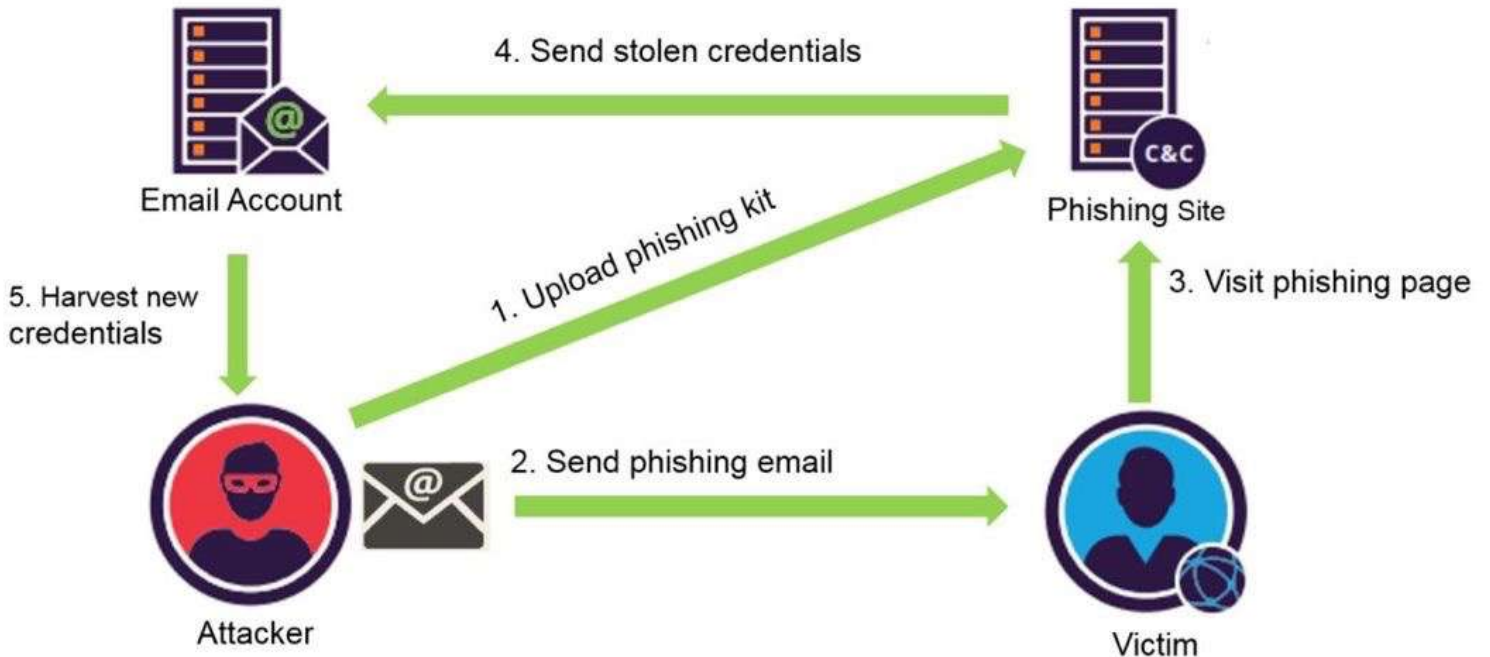 4. Send stolen credentials
@
C&C
Email Account
Phishing Site
1. Upload phishing kit
5. Harvest new
credentials
3. Visit phishing page
2. Send phishing email
@
Attacker
Victim